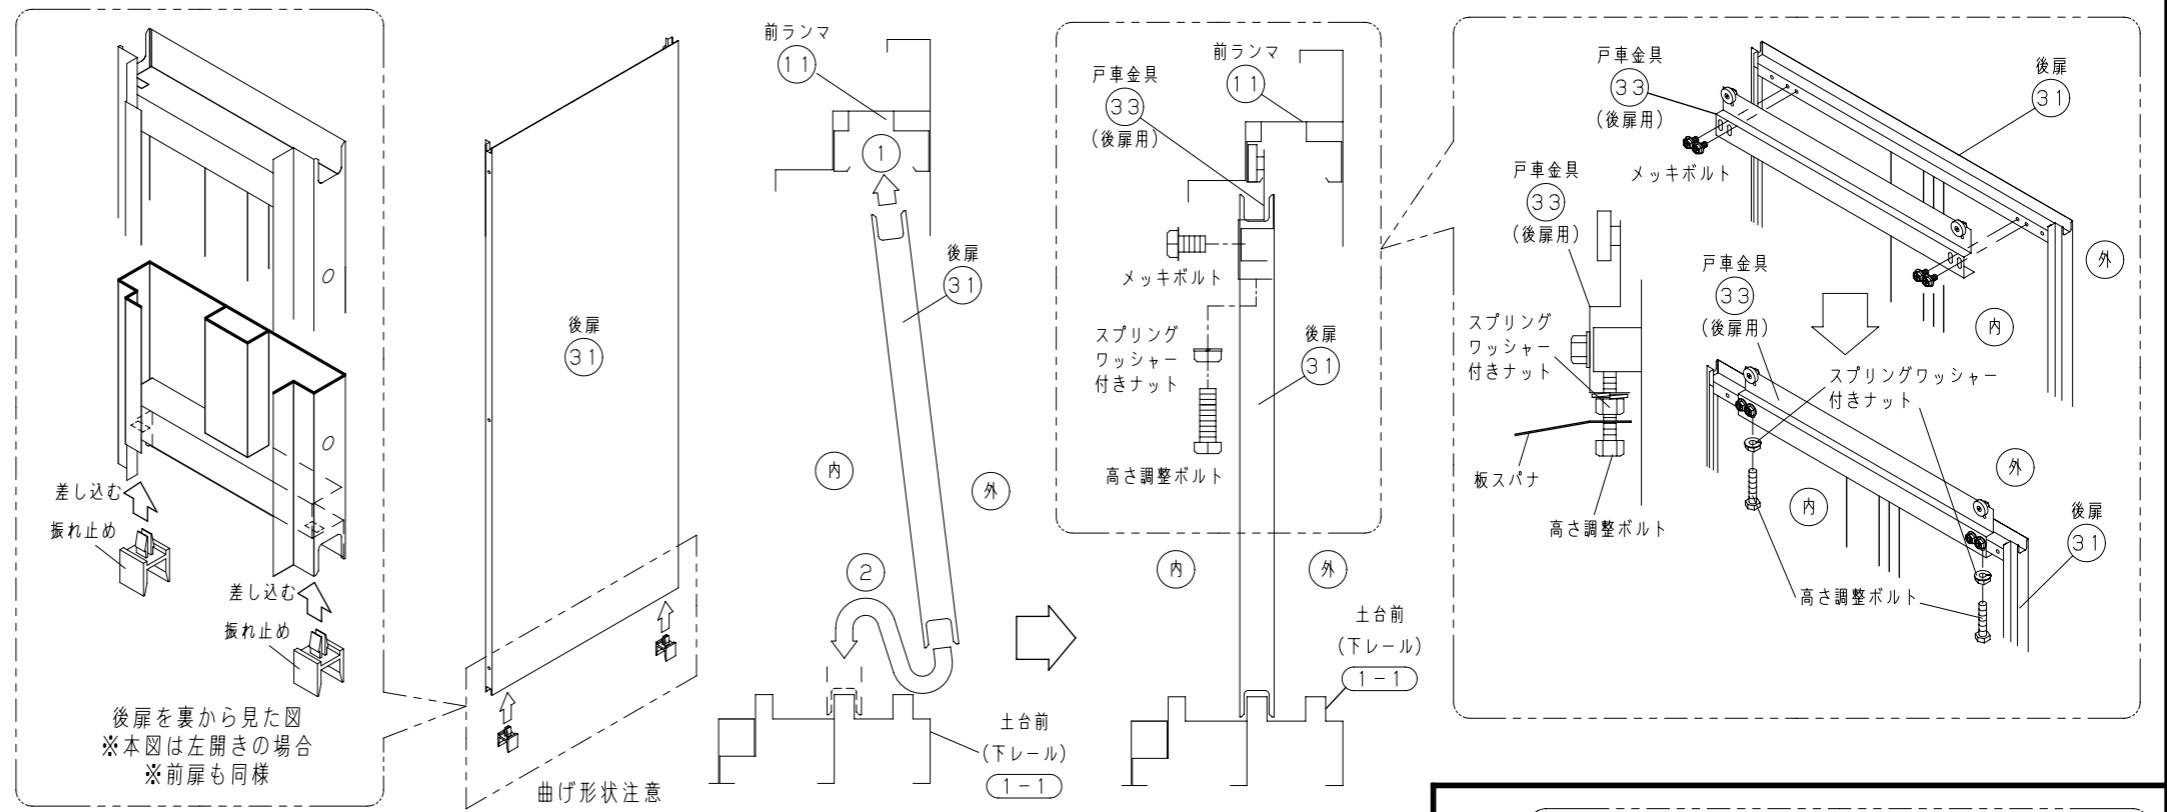 差し込む
振れ止め
差し込む
振れ止め
後扉を裏から見た図
※本図は左開きの場合
※前扉も同様
後扉
31
曲げ形状注意
前ランマ
11
1
後扉
31
内
外
2
土台前
(下レール)
1-1
前ランマ
11
戸車金具
33
(後扉用)
メッキボルト
スプリング
ワッシャー
付きナット
後扉
31
高さ調整ボルト
内
外
土台前
(下レール)
1-1
戸車金具
33
(後扉用)
後扉
31
メッキボルト
外
内
戸車金具
33
(後扉用)
スプリング
ワッシャー
付きナット
板スパナ
高さ調整ボルト
戸車金具
33
(後扉用)
スプリングワッシャー
付きナット
外
内
後扉
31
高さ調整ボルト